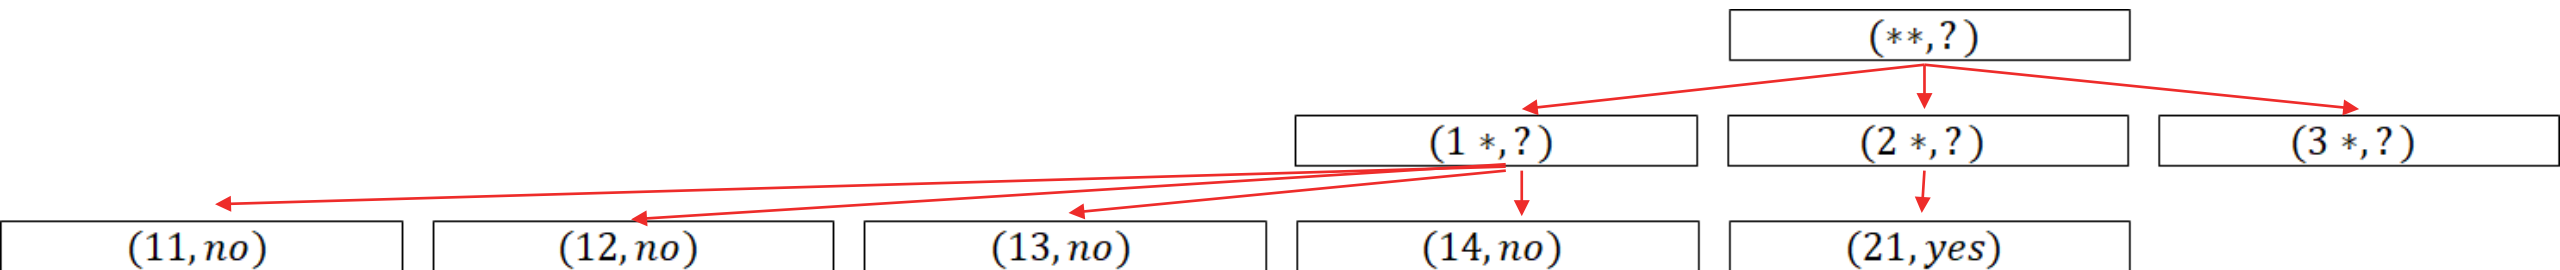 (∗∗,?)
(1 ∗,?) (2 ∗,?) (3 ∗,?)
(11,no) (12,no) (13,no) (14,no) (21,yes)